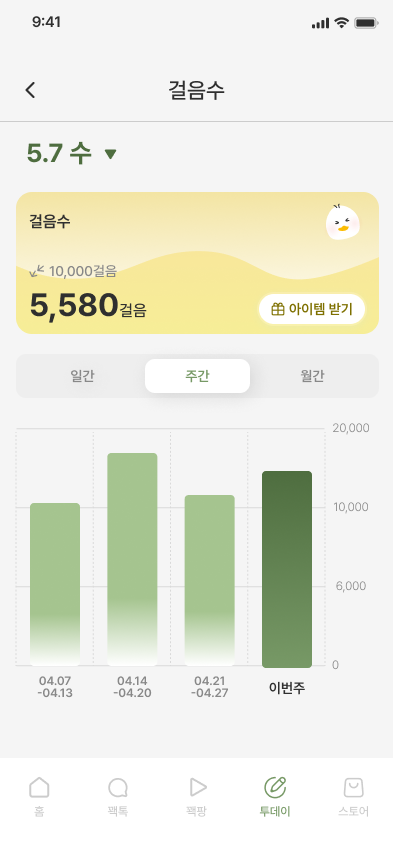 9:41
걸음수
5.7 수 ▼
걸음수
10,000걸음
5,580걸음
아이템 받기
일간 주간 월간
20,000
10,000
6,000
0
04.07 04.14 04.21 이번주
-04.13 -04.20 -04.27
홈 팩톡 팩팡 투데이 스토어